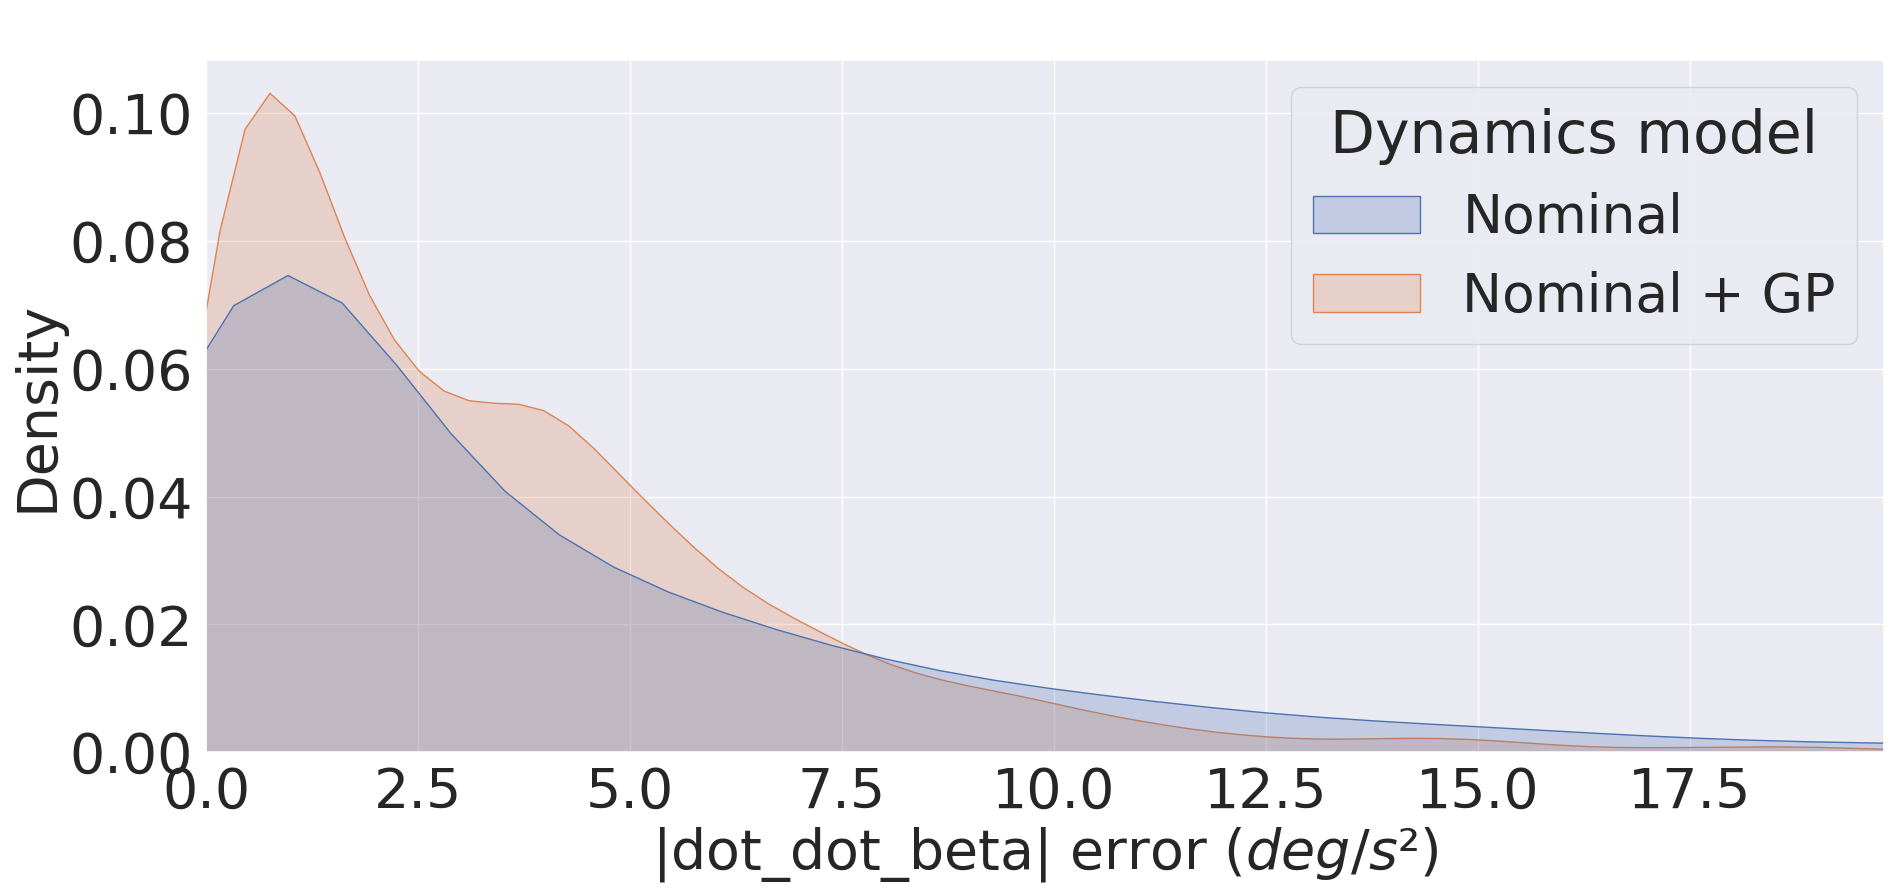 Dynamics model
Nominal
Nominal + GP
Density
0.10
0.08
0.06
0.04
0.02
0.00
0.0 2.5 5.0 7.5 10.0 12.5 15.0 17.5
|dot_dot_beta| error (deg/s²)